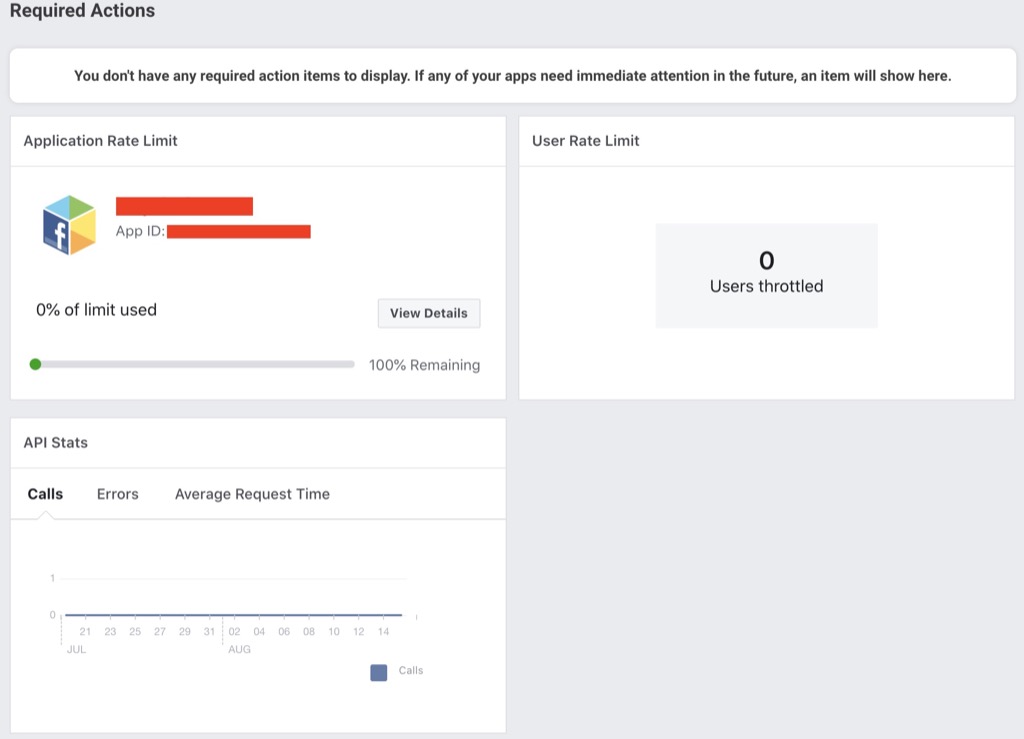 Required Actions
You don't have any required action items to display. If any of your apps need immediate attention in the future, an item will show here.
Application Rate Limit
App ID:
0% of limit used
View Details
100% Remaining
User Rate Limit
0
Users throttled
API Stats
Calls Errors Average Request Time
1
0
21 23 25 27 29 31 02 04 06 08 10 12 14
JUL AUG
Calls